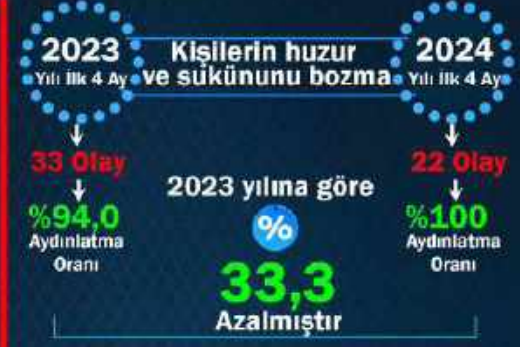 2023
Yılı İlk 4 Ay
Kişilerin huzur
ve sükününu bozma
2024
Yılı İlk 4 Ay
33 Olay
%94,0
Aydınlatma
Oranı
2023 yılına göre
%
33,3
Azalmıştır
22 Olay
%100
Aydınlatma
Oranı